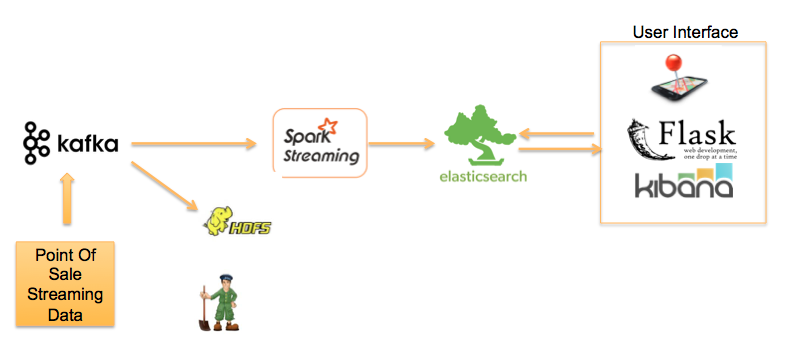 User Interface
kafka
Spark
Streaming
elasticsearch
Flask
web development,
one drop at a time
kibana
HDFS
Point Of
Sale
Streaming
Data